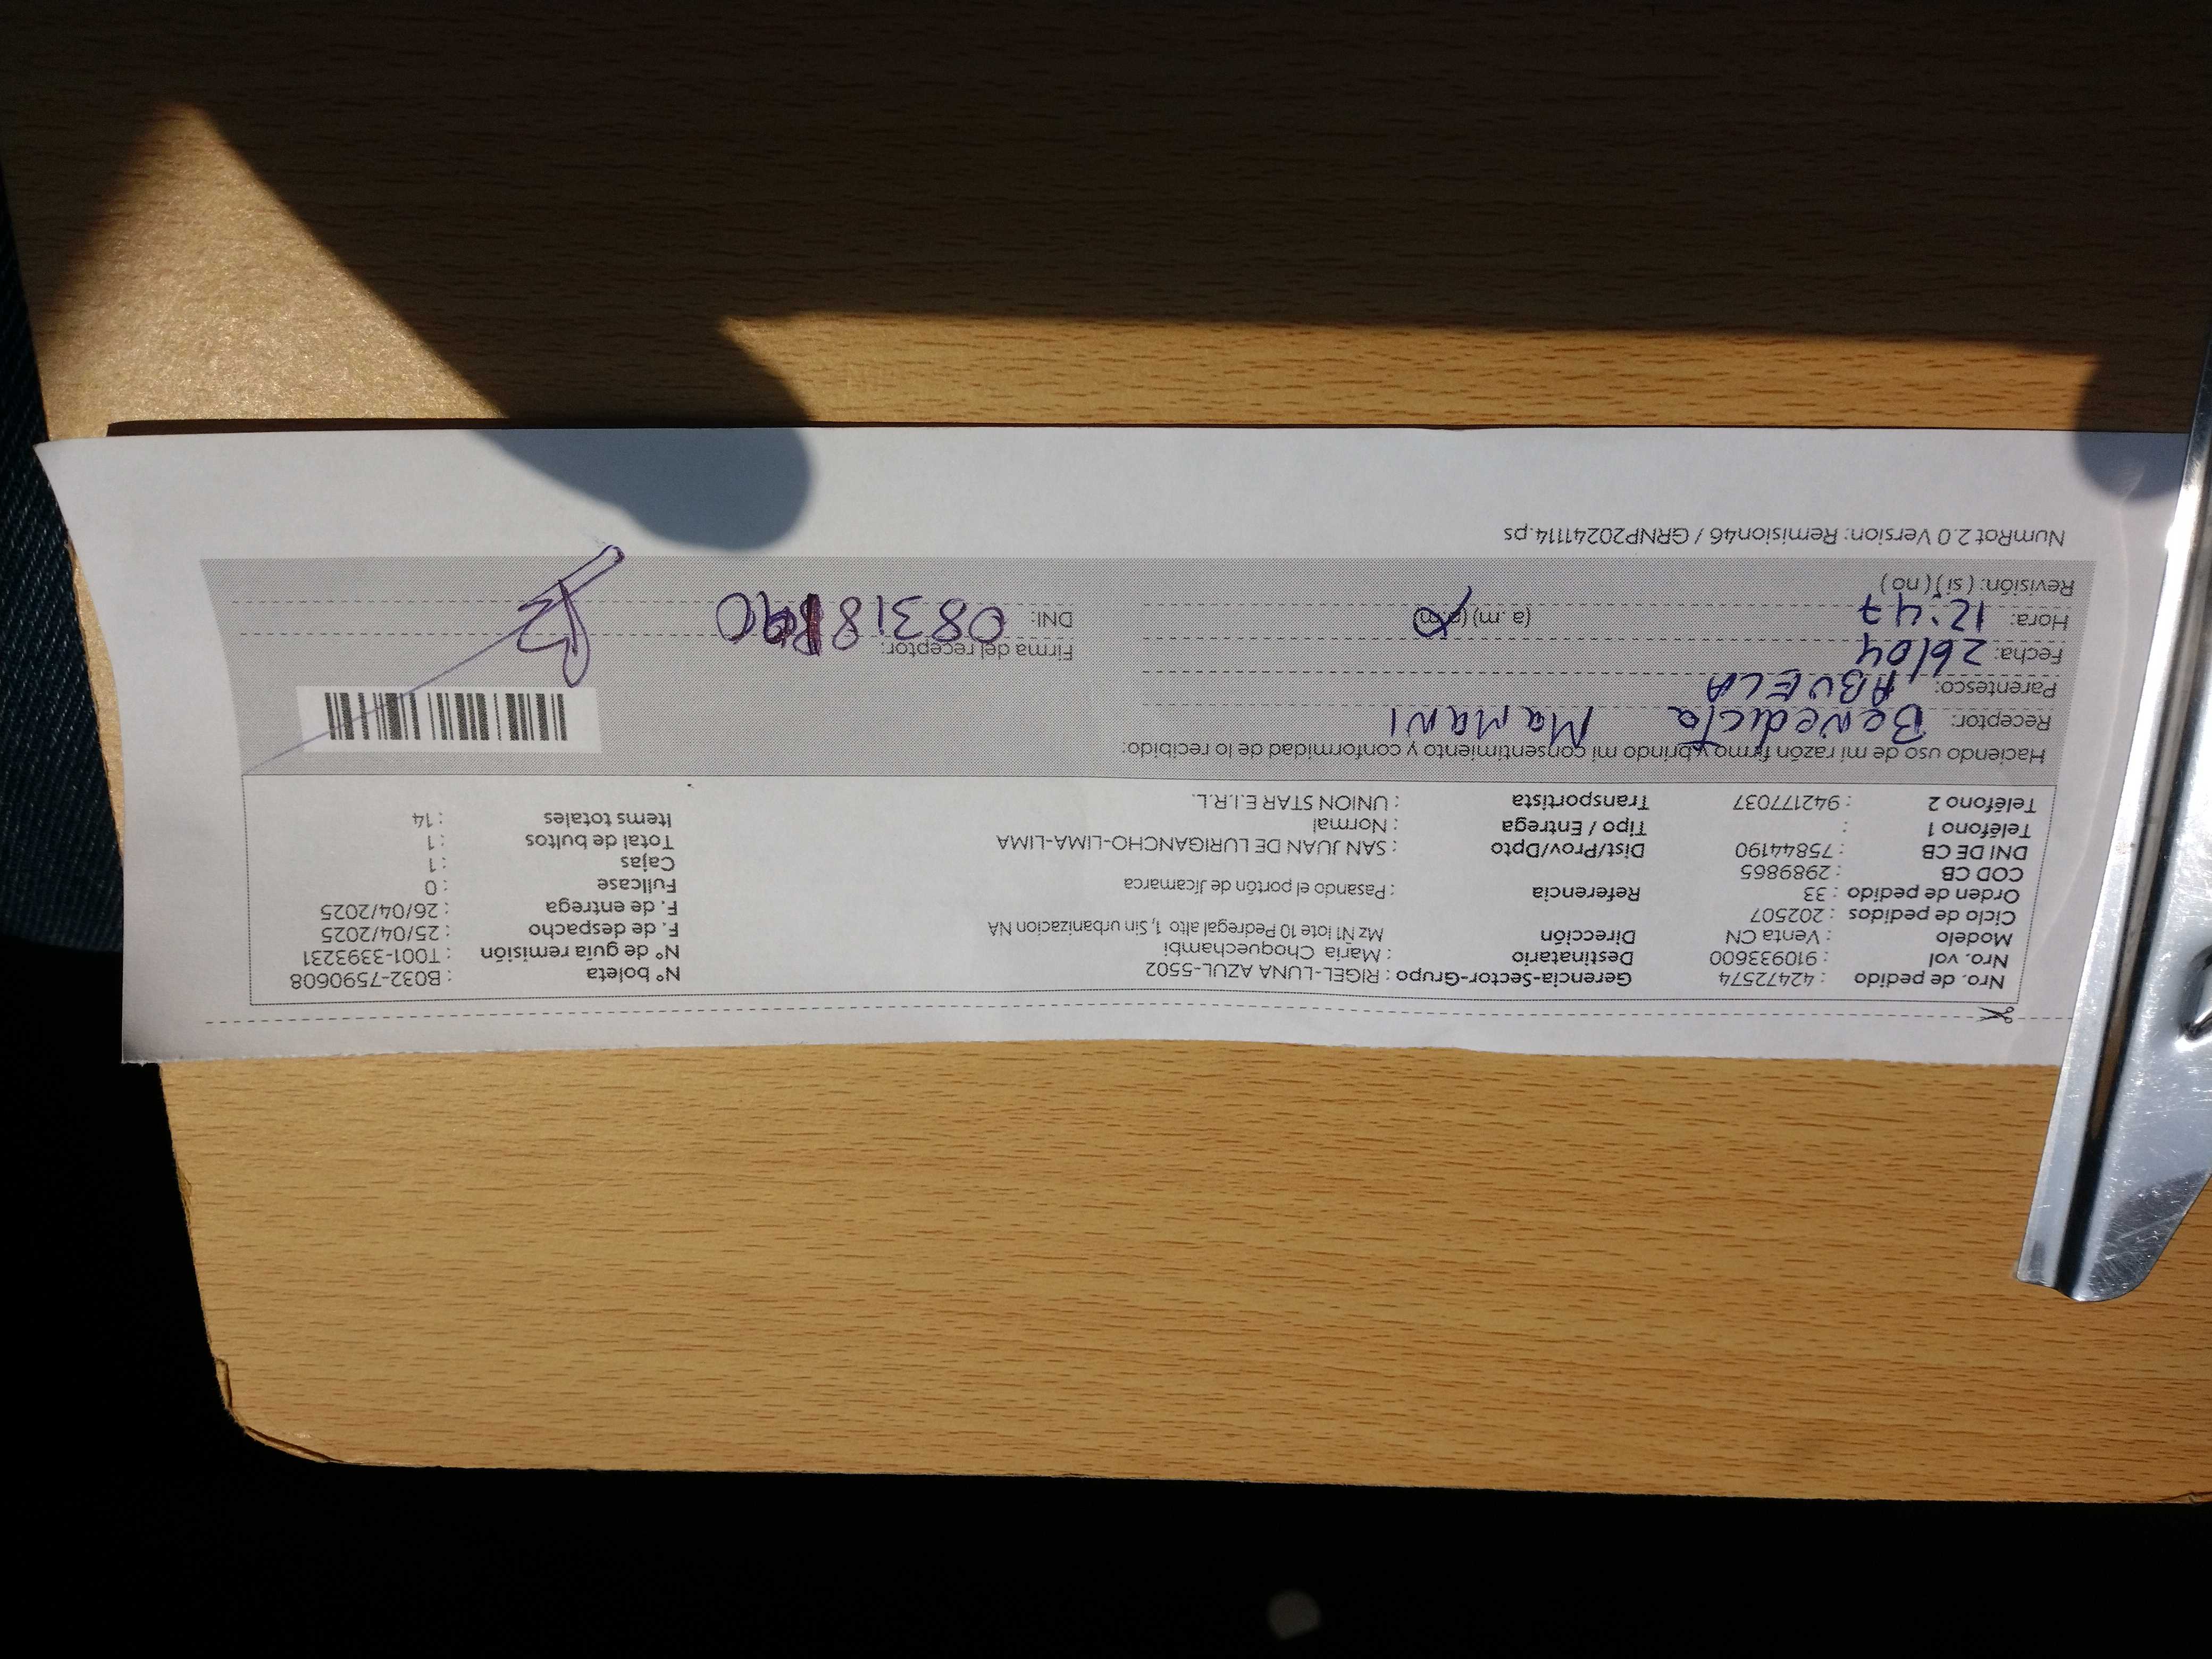 Nro. de pedido : 42472574 Gerencia-Sector-Grupo : RIGEL-LUNA AZUL-5502 N° boleta : B032-7590608
Nro. vol : 910933600 Destinatario : Maria Choquechambi N° de guía remisión : T001-3393231
Modelo : Venta CN Dirección Mz Ñ1 lote 10 Pedregal alto 1, Sin urbanizacion NA F. de despacho : 25/04/2025
Ciclo de pedidos : 202507 F. de entrega : 26/04/2025
Orden de pedido : 33 Referencia : Pasando el portón de Jicamarca Fullcase : 0
COD CB : 2989865 Cajas : 1
DNI DE CB : 75844190 Dist/Prov/Dpto : SAN JUAN DE LURIGANCHO-LIMA-LIMA Total de bultos : 1
Teléfono 1 : Tipo / Entrega : Normal Items totales : 14
Teléfono 2 : 942177037 Transportista : UNION STAR E.I.R.L.
Haciendo uso de mi razón firmo y brindo mi consentimiento y conformidad de lo recibido:
Receptor: Benedicta Mamani
Parentesco: ABUELA
Fecha: 26/04 Firma del receptor:
Hora: 12:47 (a.m) (p.m) DNI:
Revisión: (si) (no)
NumRot 2.0 Version: Remision46 / GRNP20241114.ps